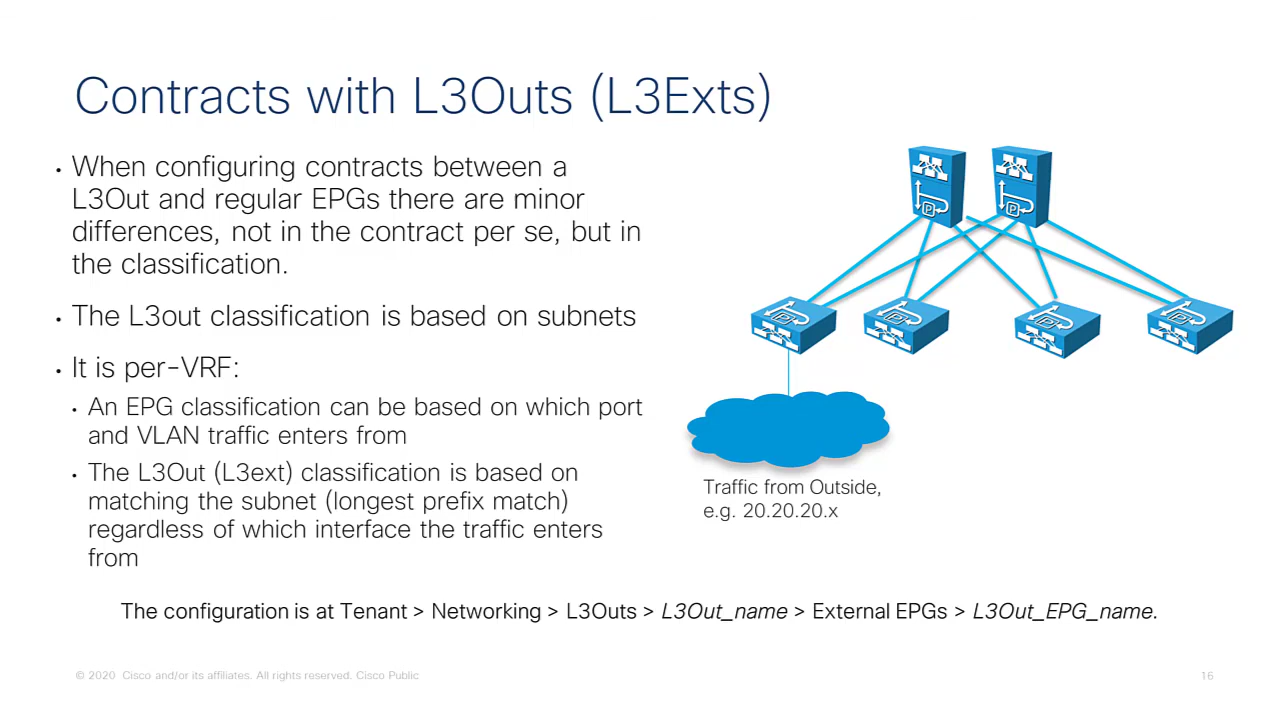 Contracts with L3Outs (L3Exts)
• When configuring contracts between a
L3Out and regular EPGs there are minor
differences, not in the contract per se, but in
the classification.
• The L3out classification is based on subnets
• It is per-VRF:
• An EPG classification can be based on which port
and VLAN traffic enters from
• The L3Out (L3ext) classification is based on
matching the subnet (longest prefix match)
regardless of which interface the traffic enters
from
Traffic from Outside,
e.g. 20.20.20.x
The configuration is at Tenant > Networking > L3Outs > L3Out_name > External EPGs > L3Out_EPG_name.
© 2020 Cisco and/or its affiliates. All rights reserved. Cisco Public
16